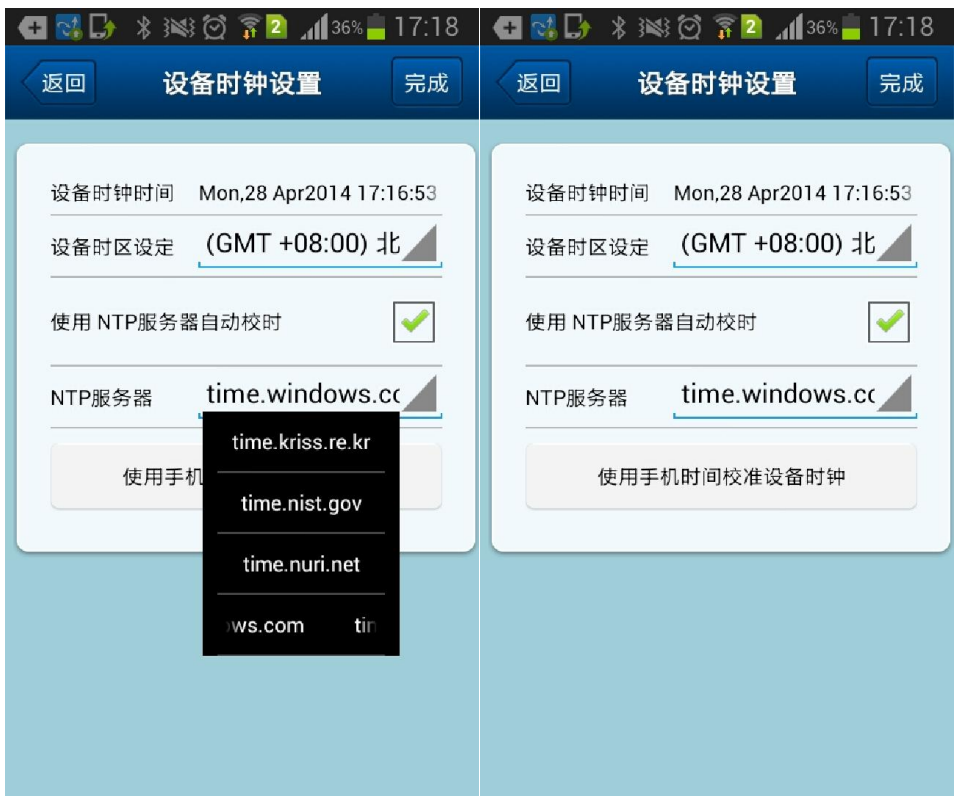 2 36% 17:18
返回 设备时钟设置 完成
设备时钟时间 Mon,28 Apr2014 17:16:53
设备时区设定 (GMT +08:00) 北
使用 NTP服务器自动校时
NTP服务器 time.windows.cc
使用手机
time.kriss.re.kr
time.nist.gov
time.nuri.net
ows.com tin
2 36% 17:18
返回 设备时钟设置 完成
设备时钟时间 Mon,28 Apr2014 17:16:53
设备时区设定 (GMT +08:00) 北
使用 NTP服务器自动校时
NTP服务器 time.windows.cc
使用手机时间校准设备时钟